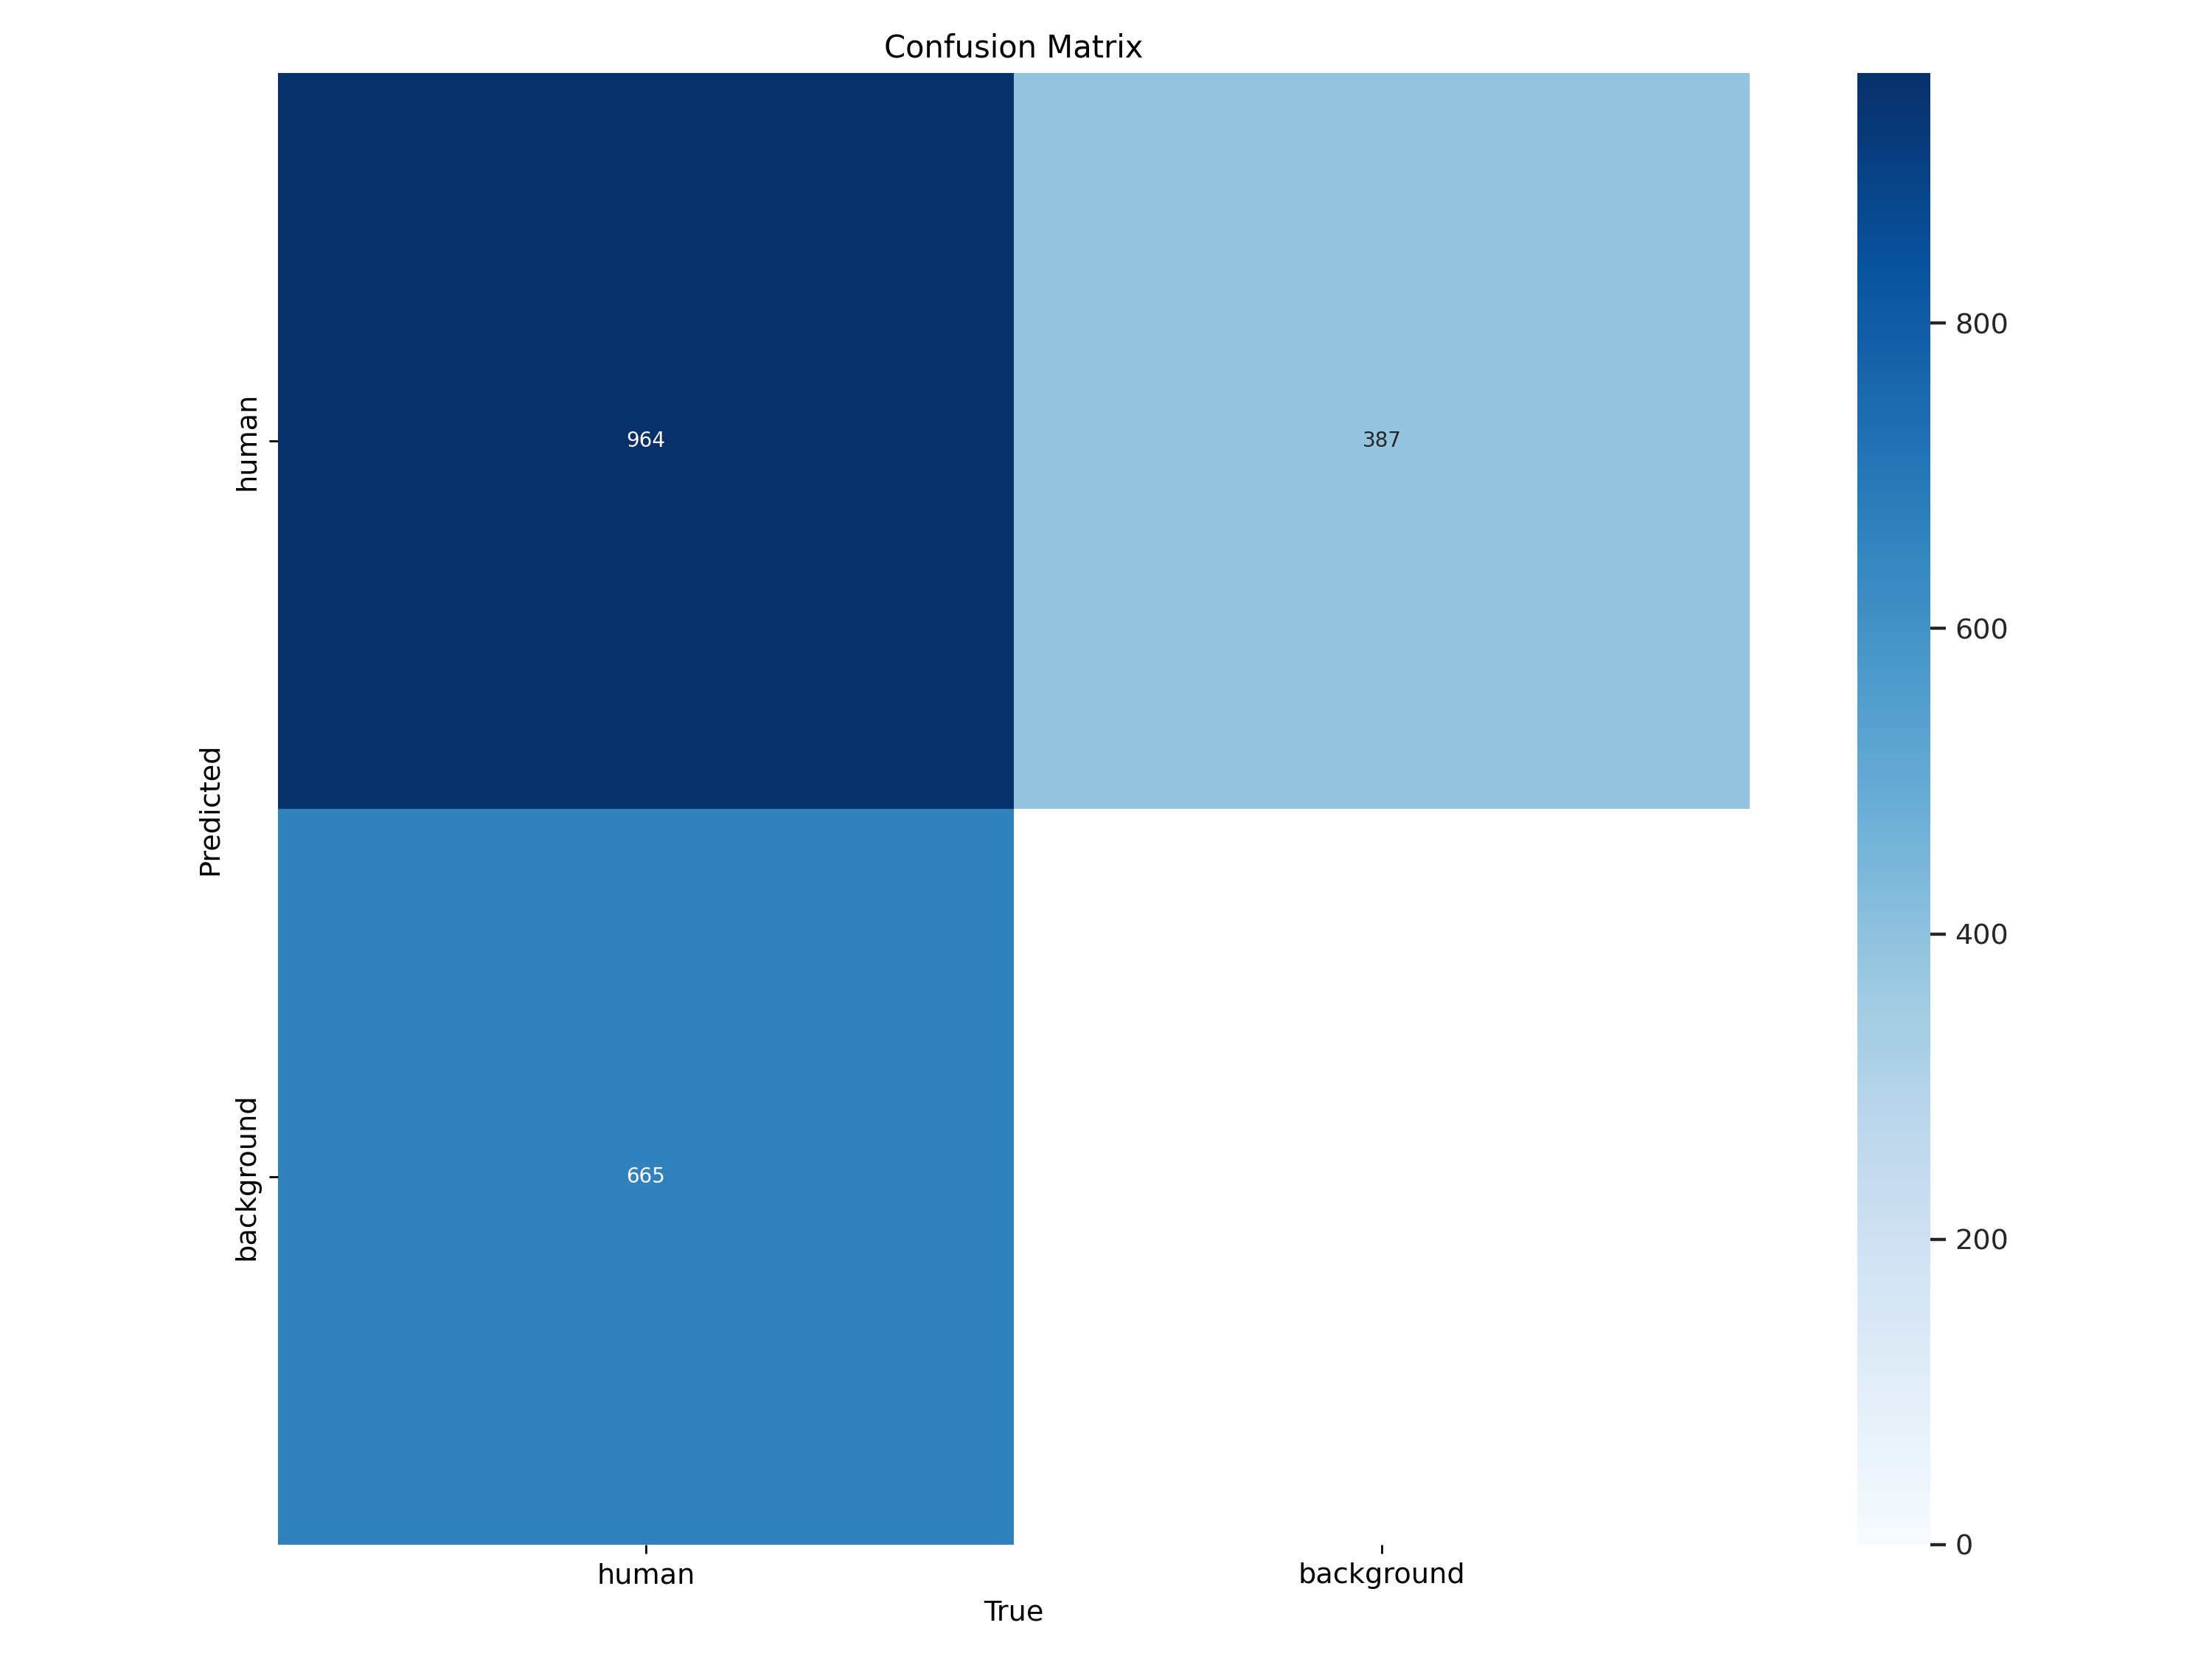 Confusion Matrix
964
387
665
human
background
Predicted
human
background
True
800
600
400
200
0